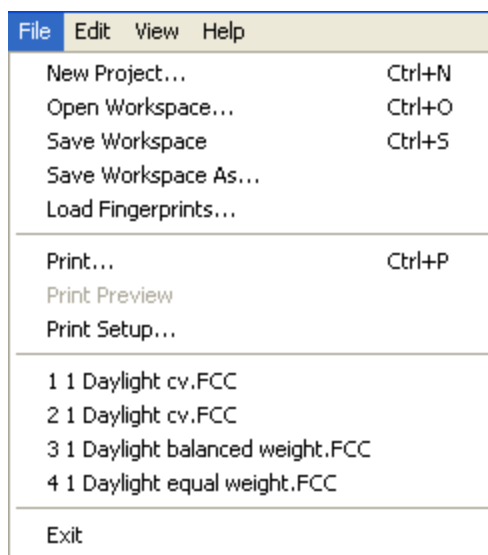 File Edit View Help
New Project... Ctrl+N
Open Workspace... Ctrl+O
Save Workspace Ctrl+S
Save Workspace As...
Load Fingerprints...
Print... Ctrl+P
Print Preview
Print Setup...
1 1 Daylight cv.FCC
2 1 Daylight cv.FCC
3 1 Daylight balanced weight.FCC
4 1 Daylight equal weight.FCC
Exit